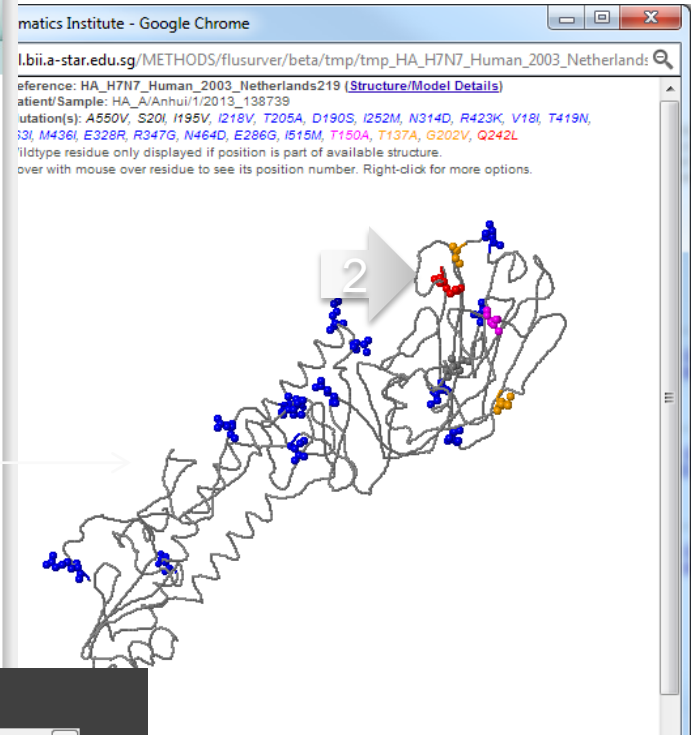 matics Institute - Google Chrome
l.bii.a-star.edu.sg/METHODS/flusurver/beta/tmp/tmp_HA_H7N7_Human_2003_Netherlands
eference: HA_H7N7_Human_2003_Netherlands219 (Structure/Model Details)
atient/Sample: HA_A/Anhui/1/2013_138739
lutation(s): A550V, S20I, I195V, I218V, T205A, D190S, I252M, N314D, R423K, V18I, T419N,
63I, M436I, E328R, R347G, N464D, E286G, I515M, T150A, T137A, G202V, Q242L
ildtype residue only displayed if position is part of available structure.
over with mouse over residue to see its position number. Right-click for more options.
2